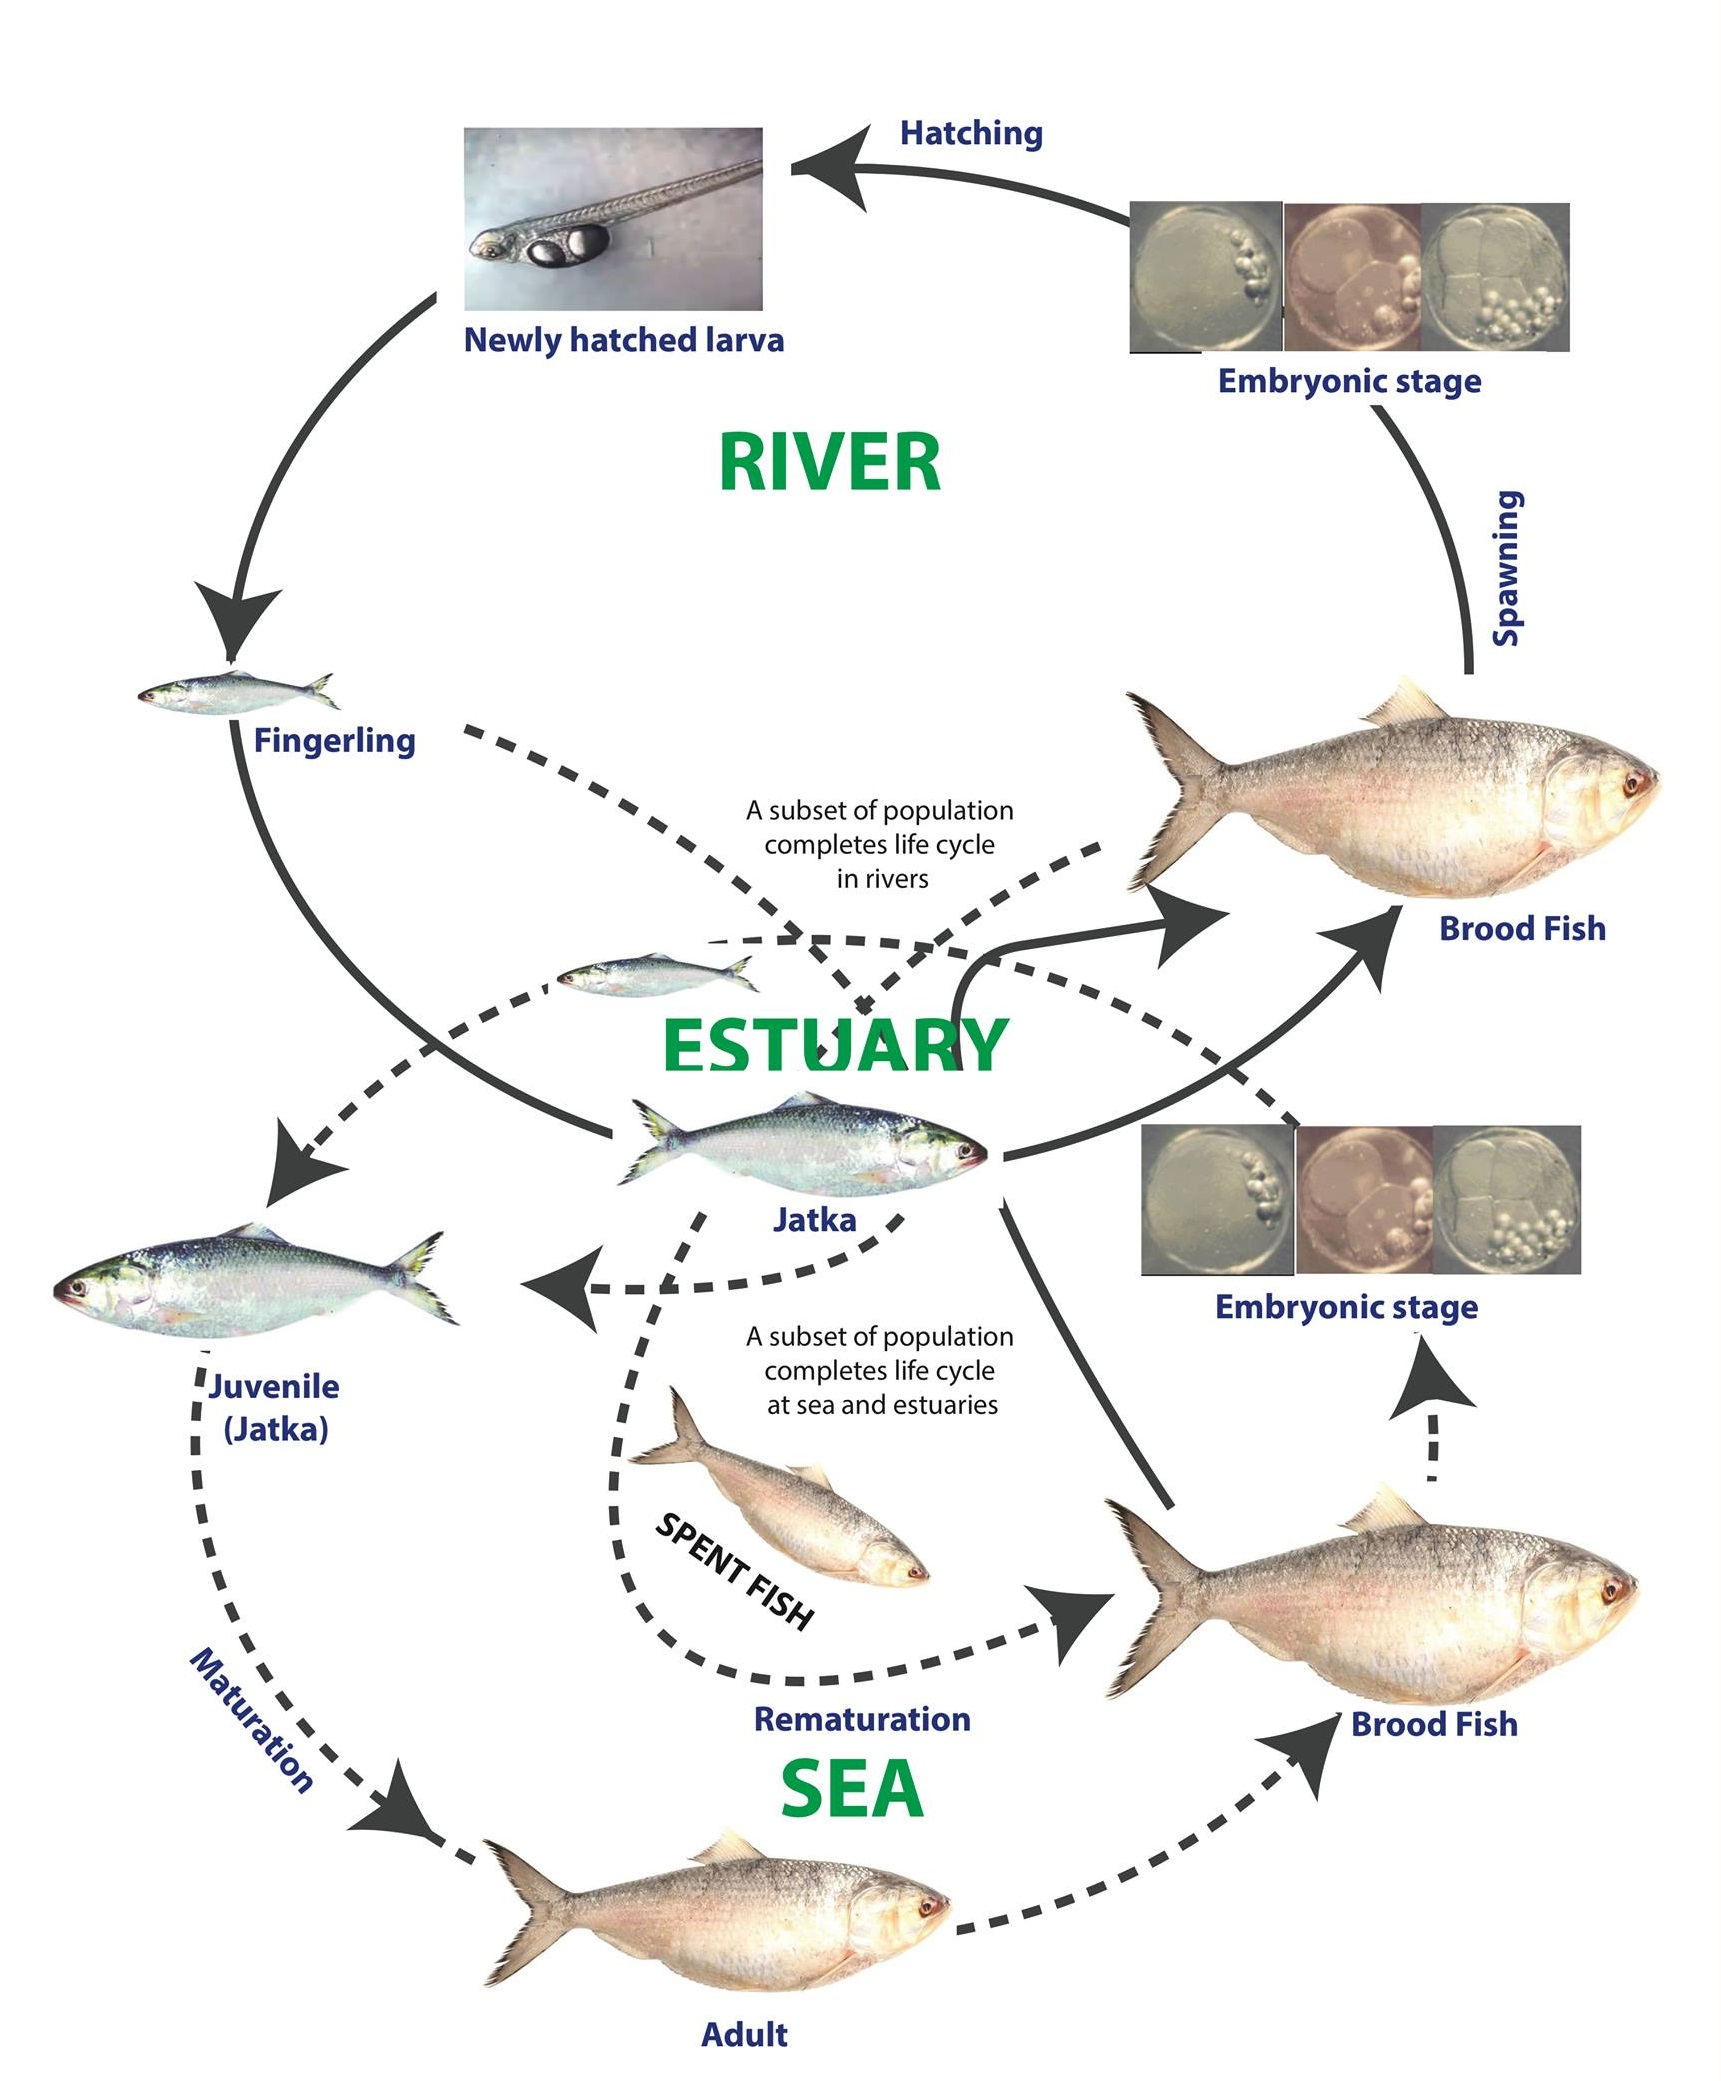 Hatching
Newly hatched larva
Embryonic stage
RIVER
Spawning
Fingerling
A subset of population
completes life cycle
in rivers
Brood Fish
ESTUARY
Jatka
Embryonic stage
A subset of population
completes life cycle
at sea and estuaries
Juvenile
(Jatka)
SPENT FISH
Maturation
Rematuration
Brood Fish
SEA
Adult